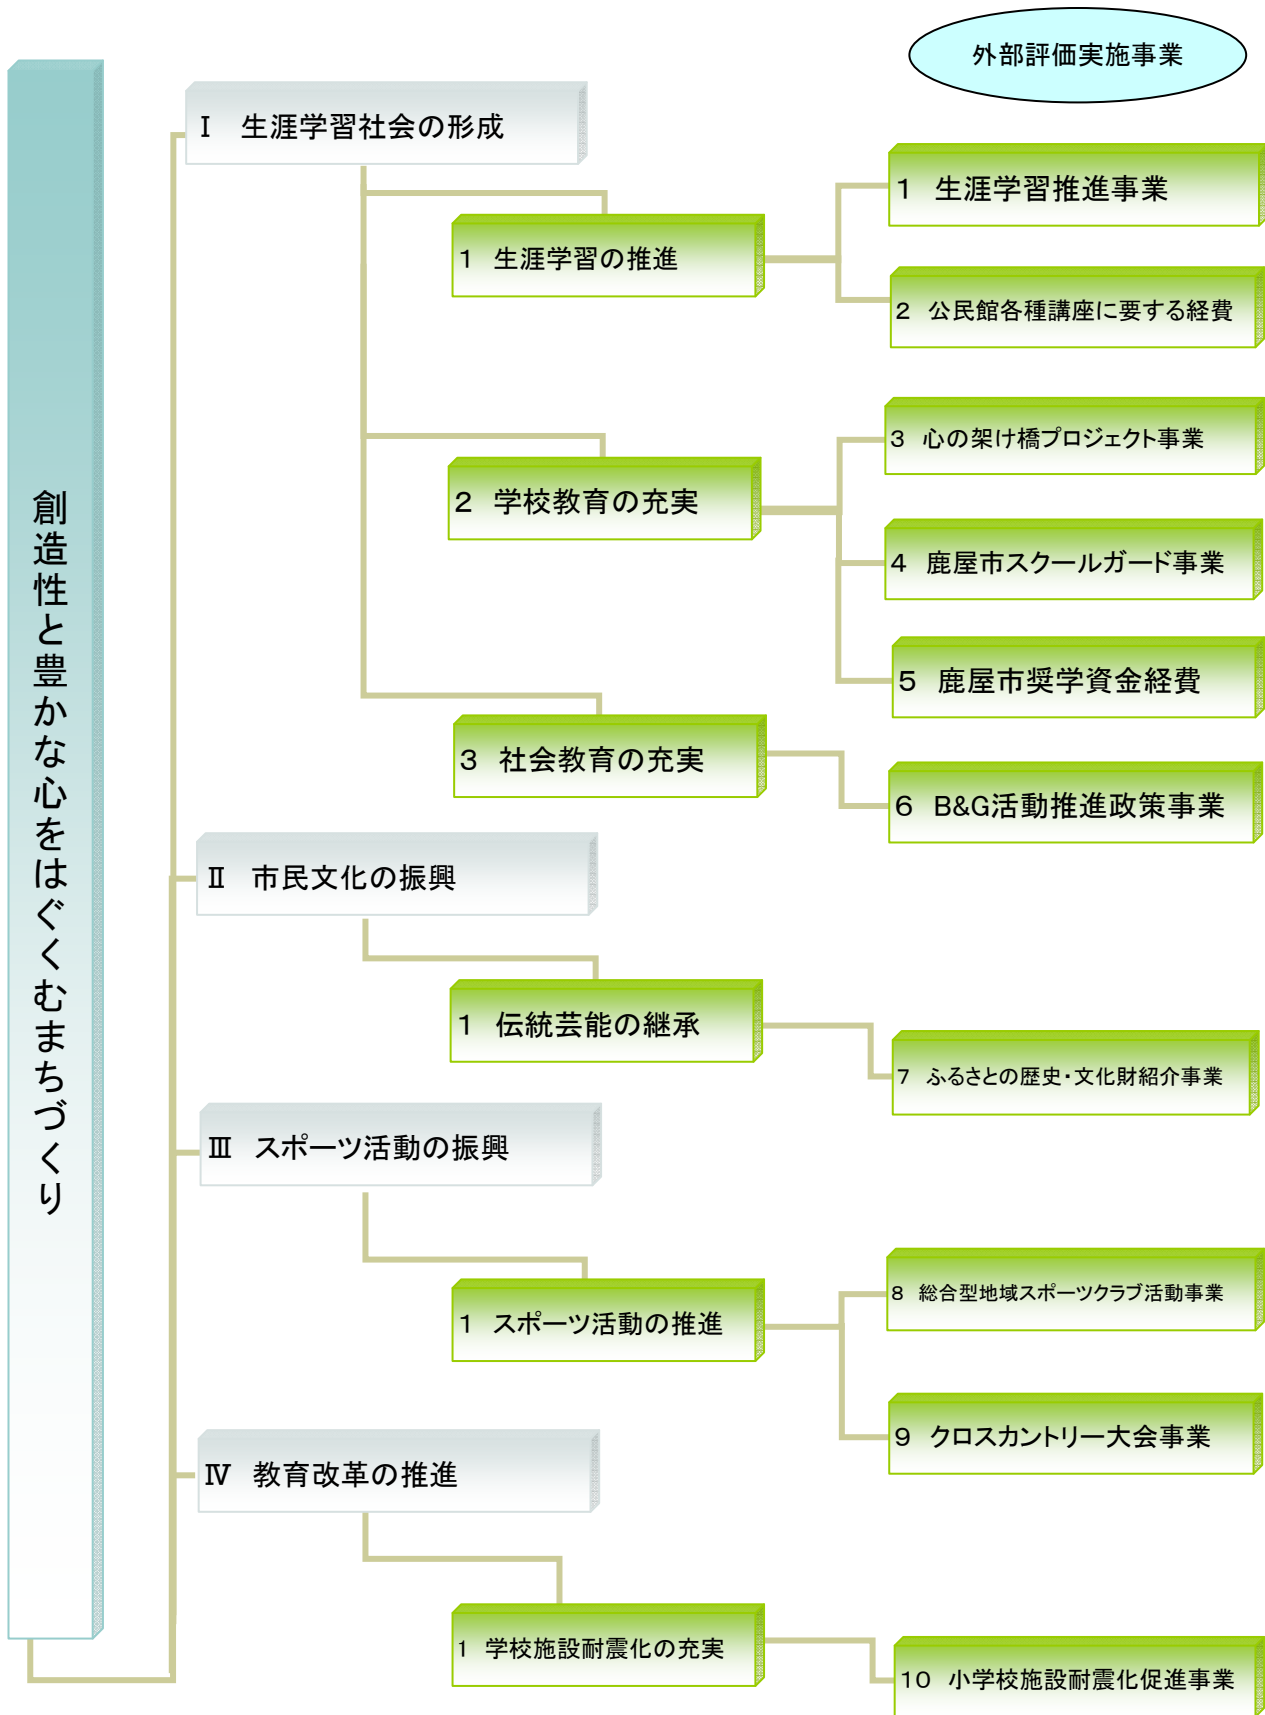 外部評価実施事業
創造性と豊かな心をはぐくむまちづくり
Ⅰ 生涯学習社会の形成
1 生涯学習の推進
1 生涯学習推進事業
2 公民館各種講座に要する経費
2 学校教育の充実
3 心の架け橋プロジェクト事業
4 鹿屋市スクールガード事業
5 鹿屋市奨学資金経費
3 社会教育の充実
6 B&G活動推進政策事業
Ⅱ 市民文化の振興
1 伝統芸能の継承
7 ふるさとの歴史・文化財紹介事業
Ⅲ スポーツ活動の振興
1 スポーツ活動の推進
8 総合型地域スポーツクラブ活動事業
9 クロスカントリー大会事業
Ⅳ 教育改革の推進
1 学校施設耐震化の充実
10 小学校施設耐震化促進事業